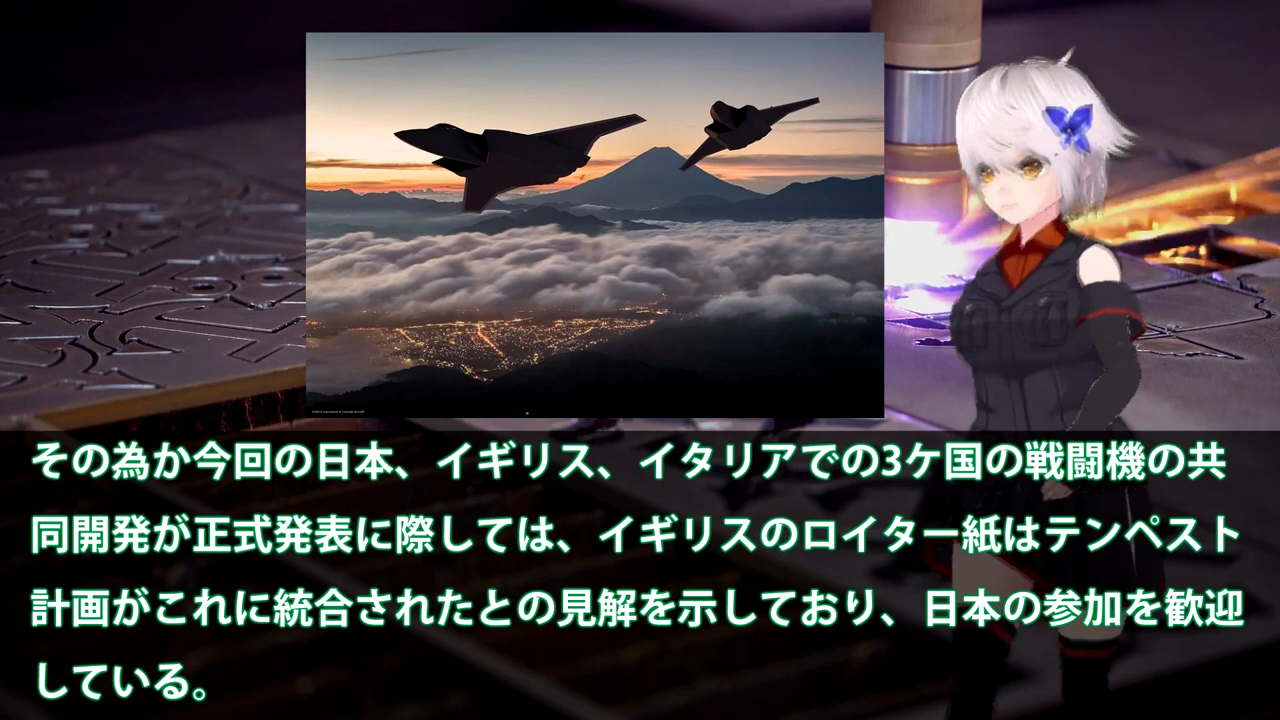 その為か今回の日本、イギリス、イタリアでの3ケ国の戦闘機の共
同開発が正式発表に際しては、イギリスのロイター紙はテンペスト
計画がこれに統合されたとの見解を示しており、日本の参加を歓迎
している。